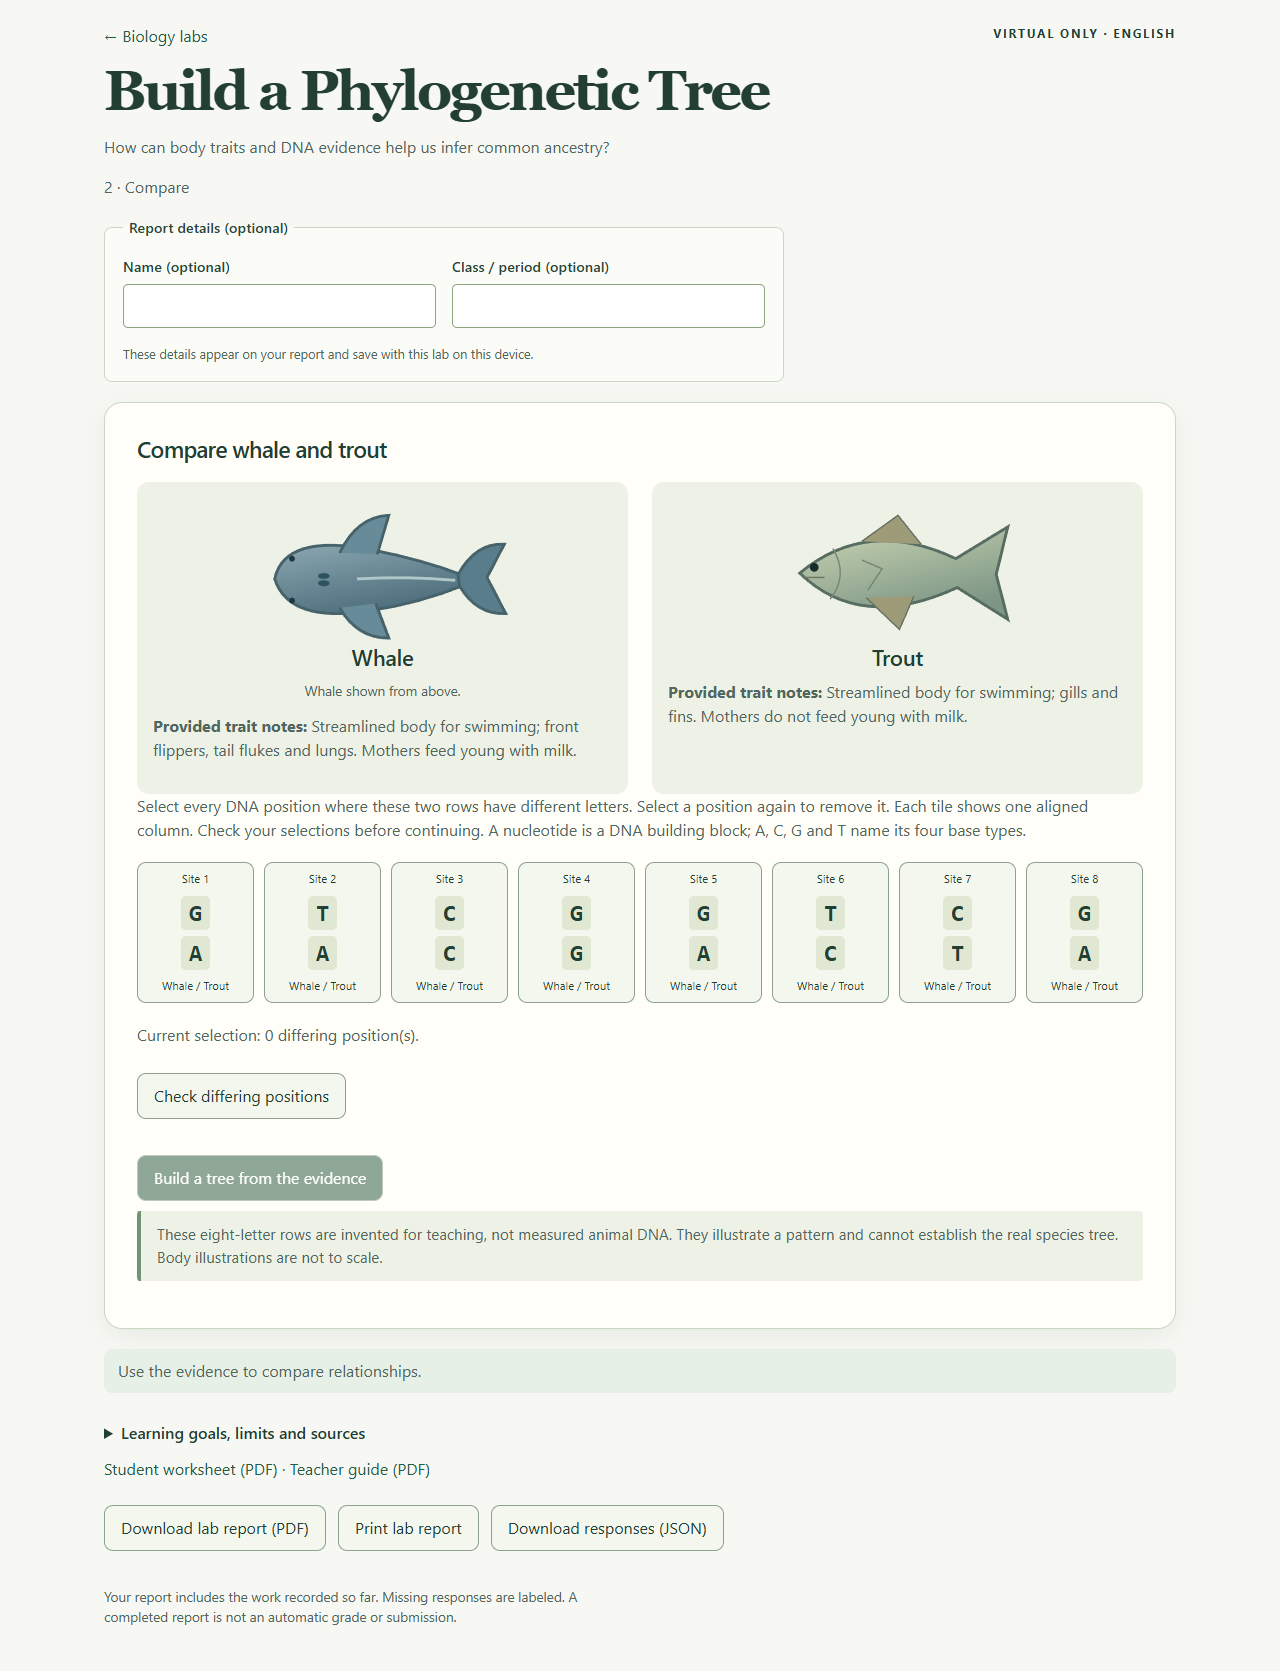 ← Biology labs
VIRTUAL ONLY · ENGLISH
Build a Phylogenetic Tree
How can body traits and DNA evidence help us infer common ancestry?
2 · Compare
Report details (optional)
Name (optional)
Class / period (optional)
These details appear on your report and save with this lab on this device.
Compare whale and trout
Whale
Whale shown from above.
Provided trait notes: Streamlined body for swimming; front
flippers, tail flukes and lungs. Mothers feed young with milk.
Trout
Provided trait notes: Streamlined body for swimming; gills and
fins. Mothers do not feed young with milk.
Select every DNA position where these two rows have different letters. Select a position again to remove it. Each tile shows one aligned
column. Check your selections before continuing. A nucleotide is a DNA building block; A, C, G and T name its four base types.
Site 1
G
A
Whale / Trout
Site 2
T
A
Whale / Trout
Site 3
C
C
Whale / Trout
Site 4
G
G
Whale / Trout
Site 5
G
A
Whale / Trout
Site 6
T
C
Whale / Trout
Site 7
C
T
Whale / Trout
Site 8
G
A
Whale / Trout
Current selection: 0 differing position(s).
Check differing positions
Build a tree from the evidence
These eight-letter rows are invented for teaching, not measured animal DNA. They illustrate a pattern and cannot establish the real species tree.
Body illustrations are not to scale.
Use the evidence to compare relationships.
▶ Learning goals, limits and sources
Student worksheet (PDF) · Teacher guide (PDF)
Download lab report (PDF)
Print lab report
Download responses (JSON)
Your report includes the work recorded so far. Missing responses are labeled. A
completed report is not an automatic grade or submission.